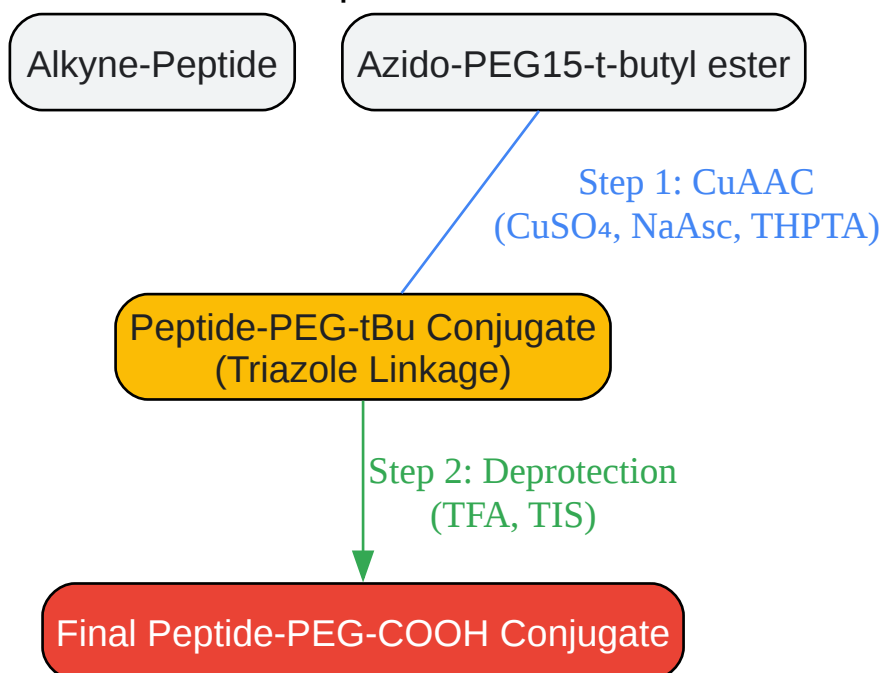 Alkyne-Peptide
Azido-PEG15-t-butyl ester
Step 1: CuAAC
(CuSO₄, NaAsc, THPTA)
Peptide-PEG-tBu Conjugate
(Triazole Linkage)
Step 2: Deprotection
(TFA, TIS)
Final Peptide-PEG-COOH Conjugate